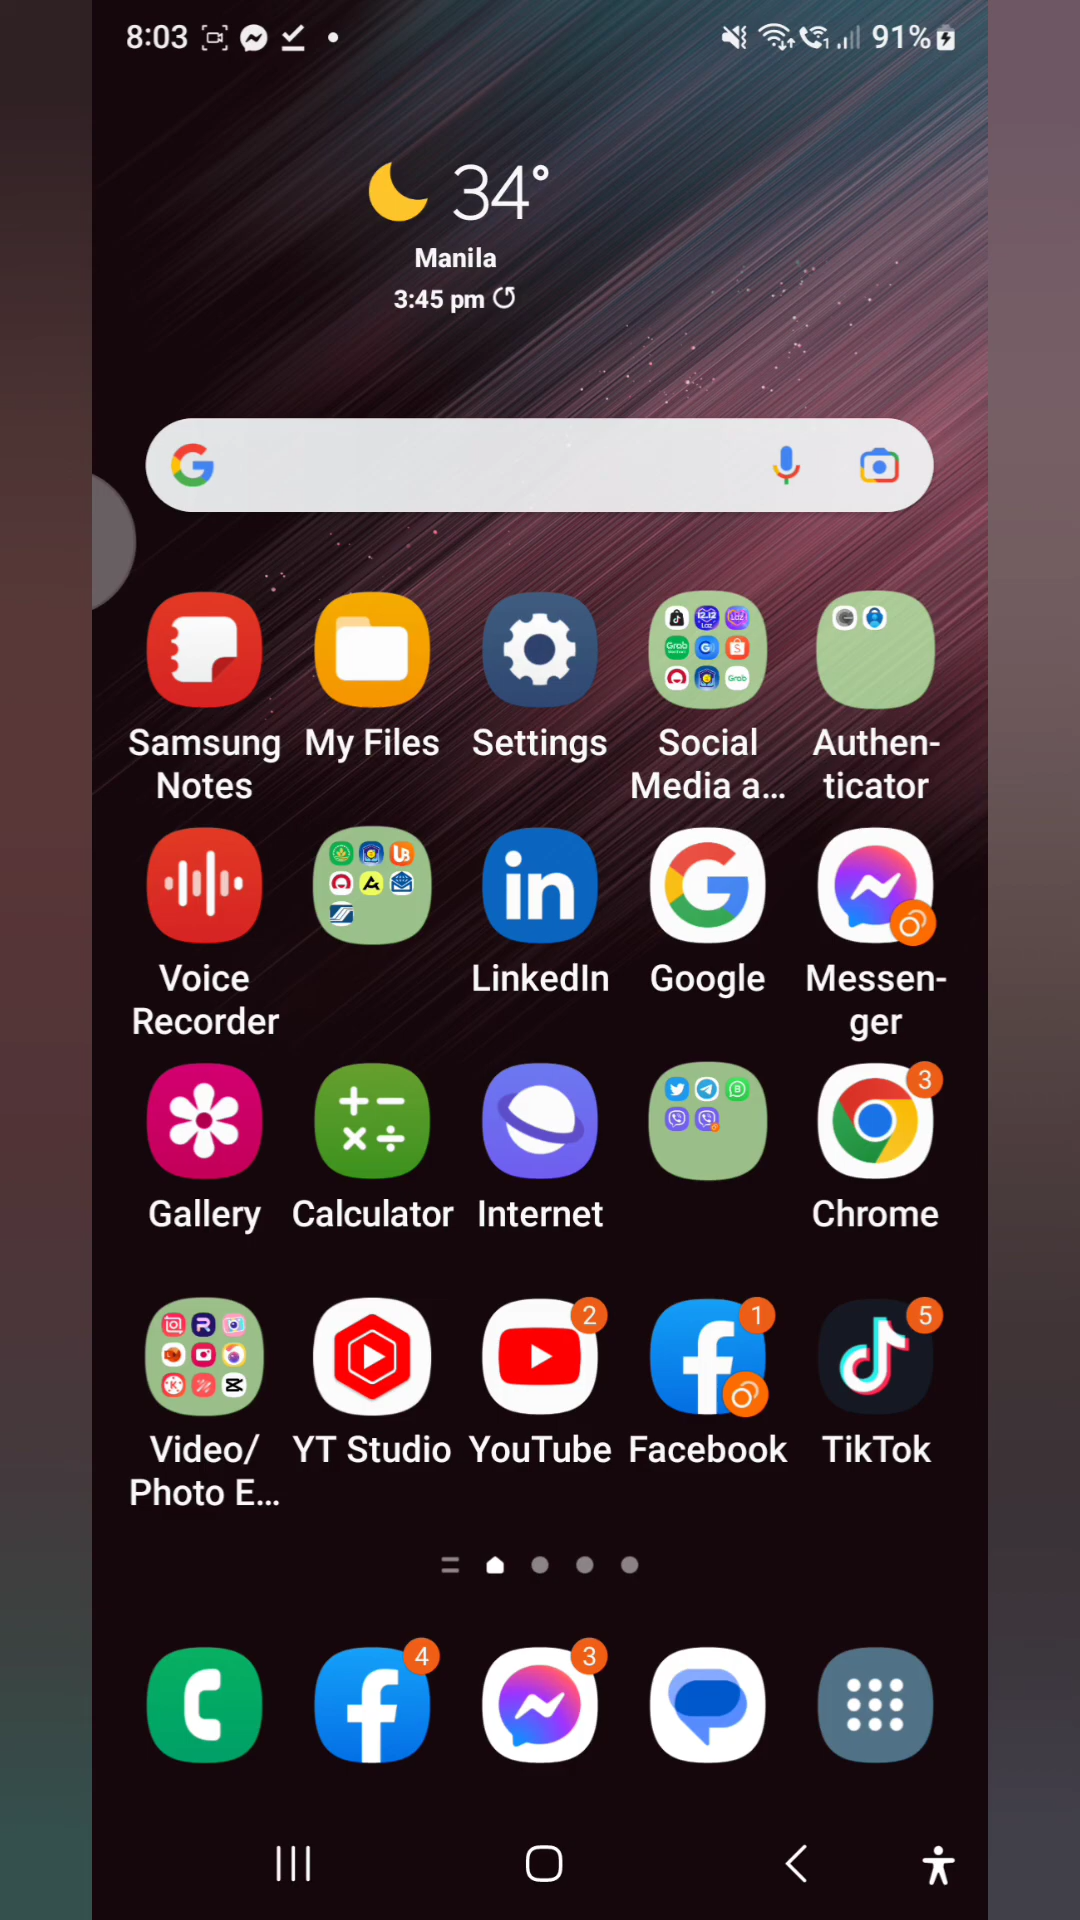 8:03
91%
34°
Manila
3:45 pm
Samsung Notes
My Files
Settings
Social Media a...
Authen-
ticator
Voice Recorder
LinkedIn
Google
Messen-
ger
3
Gallery
Calculator
Internet
Chrome
2
1
5
Video/
Photo E...
YT Studio
YouTube
Facebook
TikTok
4
3